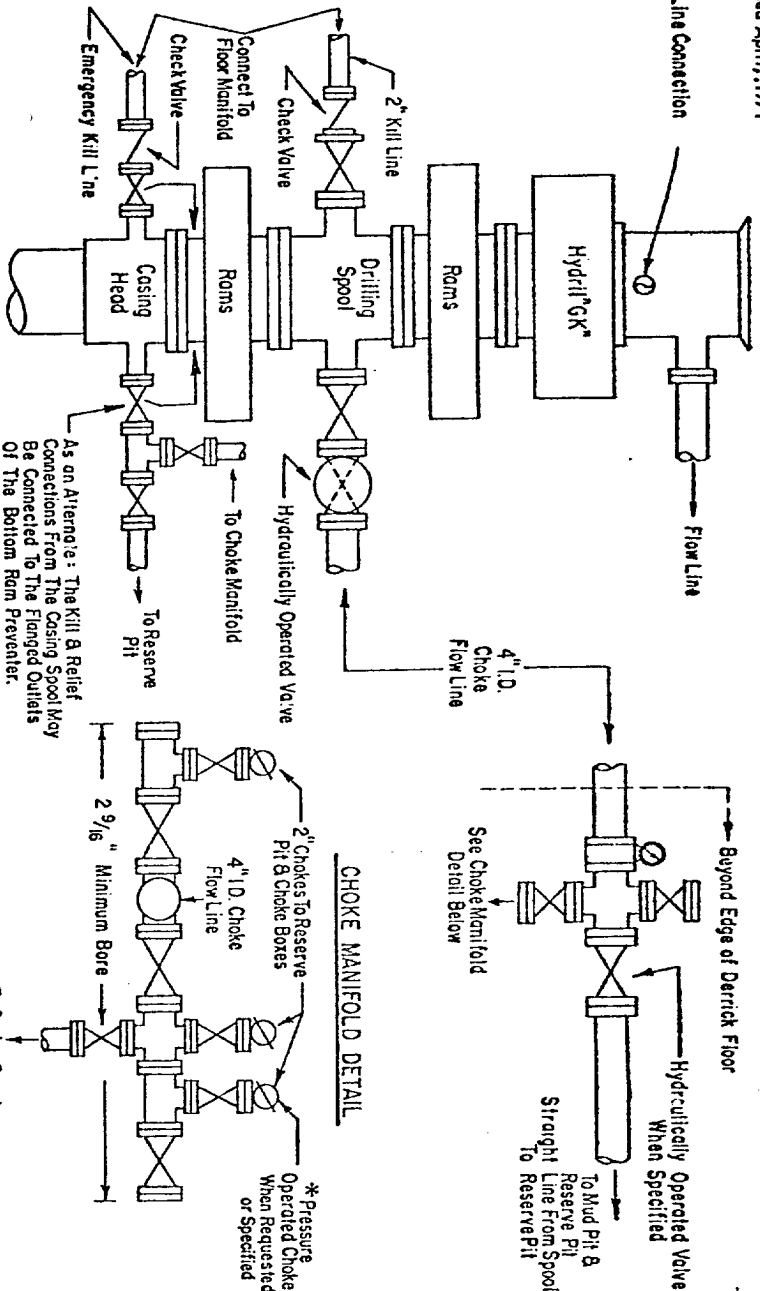 Line Connection
Flow Line
Hydril "GK"
Rams
2" Kill Line
Check Valve
Drilling
Spool
Hydraulically Operated Valve
4" I.D.
Choke
Flow Line
Connect To
Floor Manifold
Rams
Check Valve
Emergency Kill Line
Casing
Head
To Choke Manifold
To Reserve
Pit
As an Alternate: The Kill & Relief
Connections From The Casing Spool May
Be Connected To The Flanged Outlets
Of The Bottom Ram Preventer.
Beyond Edge of Derrick Floor
Hydraulically Operated Valve
When Specified
To Mud Pit &
Reserve Pit
Straight Line From Spool
To Reserve Pit
See Choke Manifold
Detail Below
CHOKE MANIFOLD DETAIL
2" Chokes To Reserve
Pit & Choke Boxes
4" I.D. Choke
Flow Line
*Pressure
Operated Choke
When Requested
or Specified
2 9/16" Minimum Bore